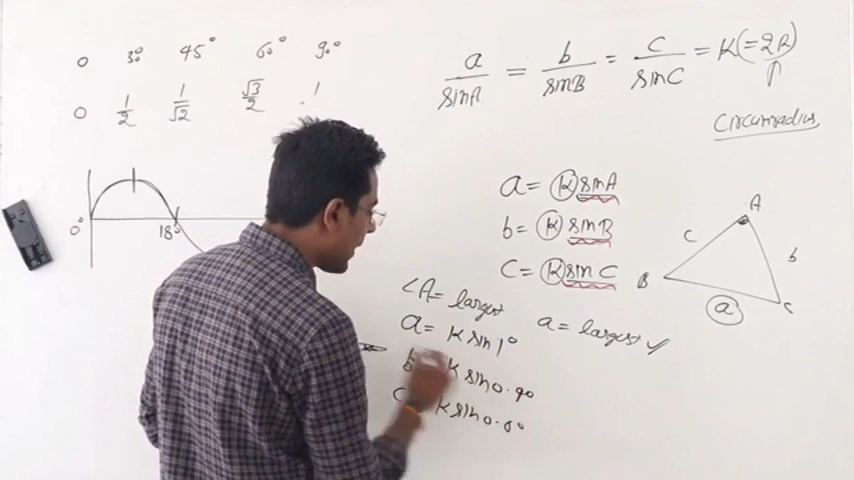 0 30° 45° 60° 90°
0 1/2 1/√2 √3/2 1
a/sinA = b/sinB = c/sinC = K(=2R)
↑
Circumradius
a = K sinA
b = K sinB
c = K sin C
A
c
b
B
C
a
0°
180
∠A = largest
a = K sin 1°
a = largest ✓
b K sin 0.9°
c K sin 0.8°